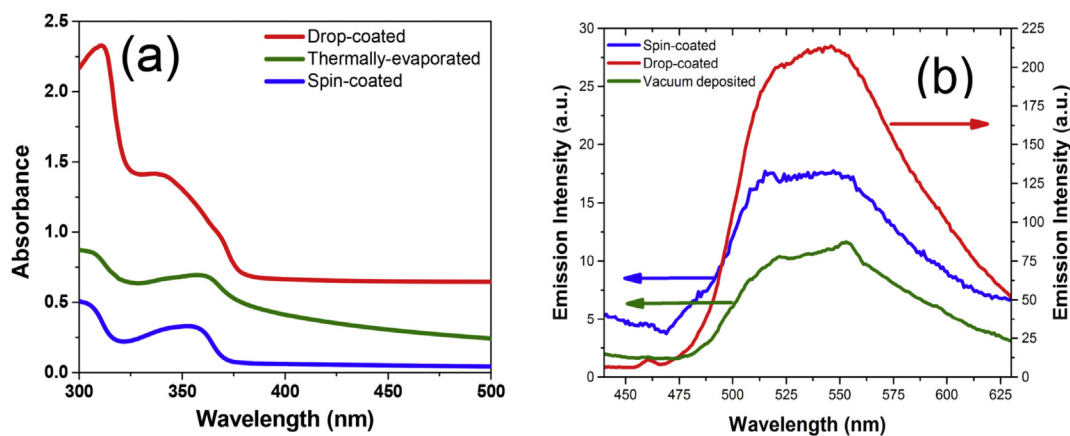 (a)
Drop-coated
Thermally-evaporated
Spin-coated
Absorbance
2.5
2.0
1.5
1.0
0.5
0.0
300
350
400
450
500
Wavelength (nm)
(b)
Spin-coated
Drop-coated
Vacuum deposited
Emission Intensity (a.u.)
30
25
20
15
10
5
0
225
200
175
150
125
100
75
50
25
0
Emission Intensity (a.u.)
450
475
500
525
550
575
600
625
Wavelength (nm)